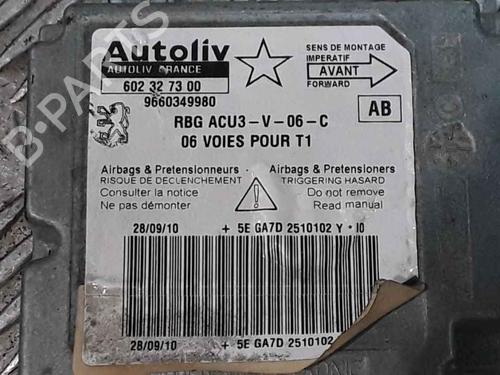 Autoliv
AUTOLIV FRANCE
602 32 73 00
9660349980
SENS DE MONTAGE
IMPERATIF
AVANT
FORWARD
AB
RBG ACU3-V-06-C
06 VOIES POUR T1
Airbags & Pretensionneurs
RISQUE DE DECLENCHEMENT
Consulter la notice
Ne pas démonter
Airbags & Pretensioners
TRIGGERING HASARD
Do not remove
Read manual
28/09/10 + 5E GA7D 2510102 Y · I0
28/09/10 + 5E GA7D 2510102
B-PARTS